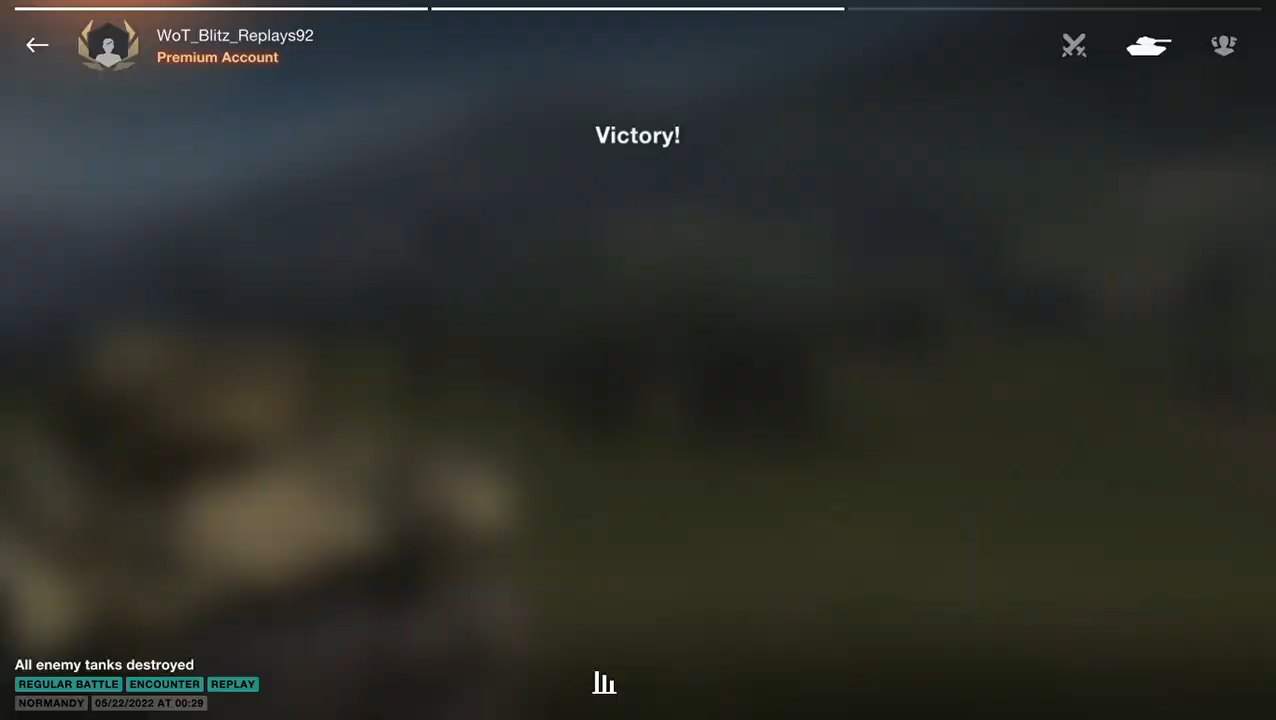 WoT_Blitz_Replays92
Premium Account
Victory!
All enemy tanks destroyed
REGULAR BATTLE ENCOUNTER REPLAY
NORMANDY 05/22/2022 AT 00:29